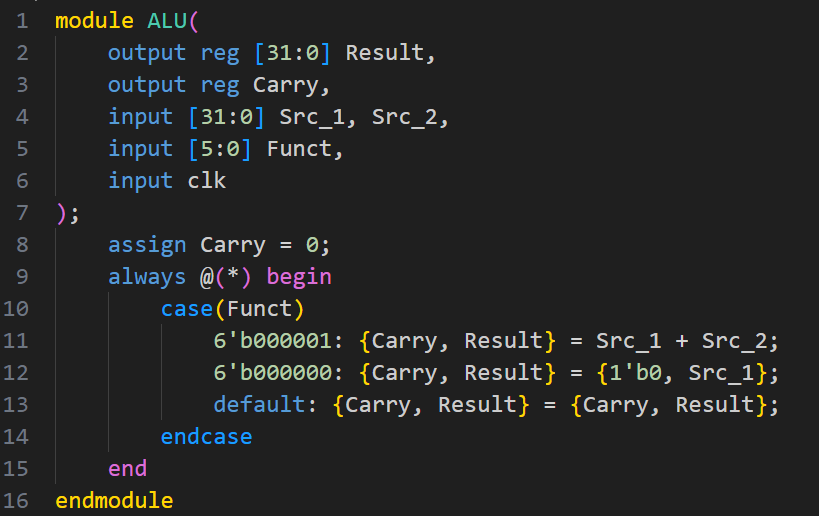 1 module ALU(
2     output reg [31:0] Result,
3     output reg Carry,
4     input [31:0] Src_1, Src_2,
5     input [5:0] Funct,
6     input clk
7 );
8     assign Carry = 0;
9     always @(*) begin
10         case(Funct)
11             6'b000001: {Carry, Result} = Src_1 + Src_2;
12             6'b000000: {Carry, Result} = {1'b0, Src_1};
13             default: {Carry, Result} = {Carry, Result};
14         endcase
15     end
16 endmodule